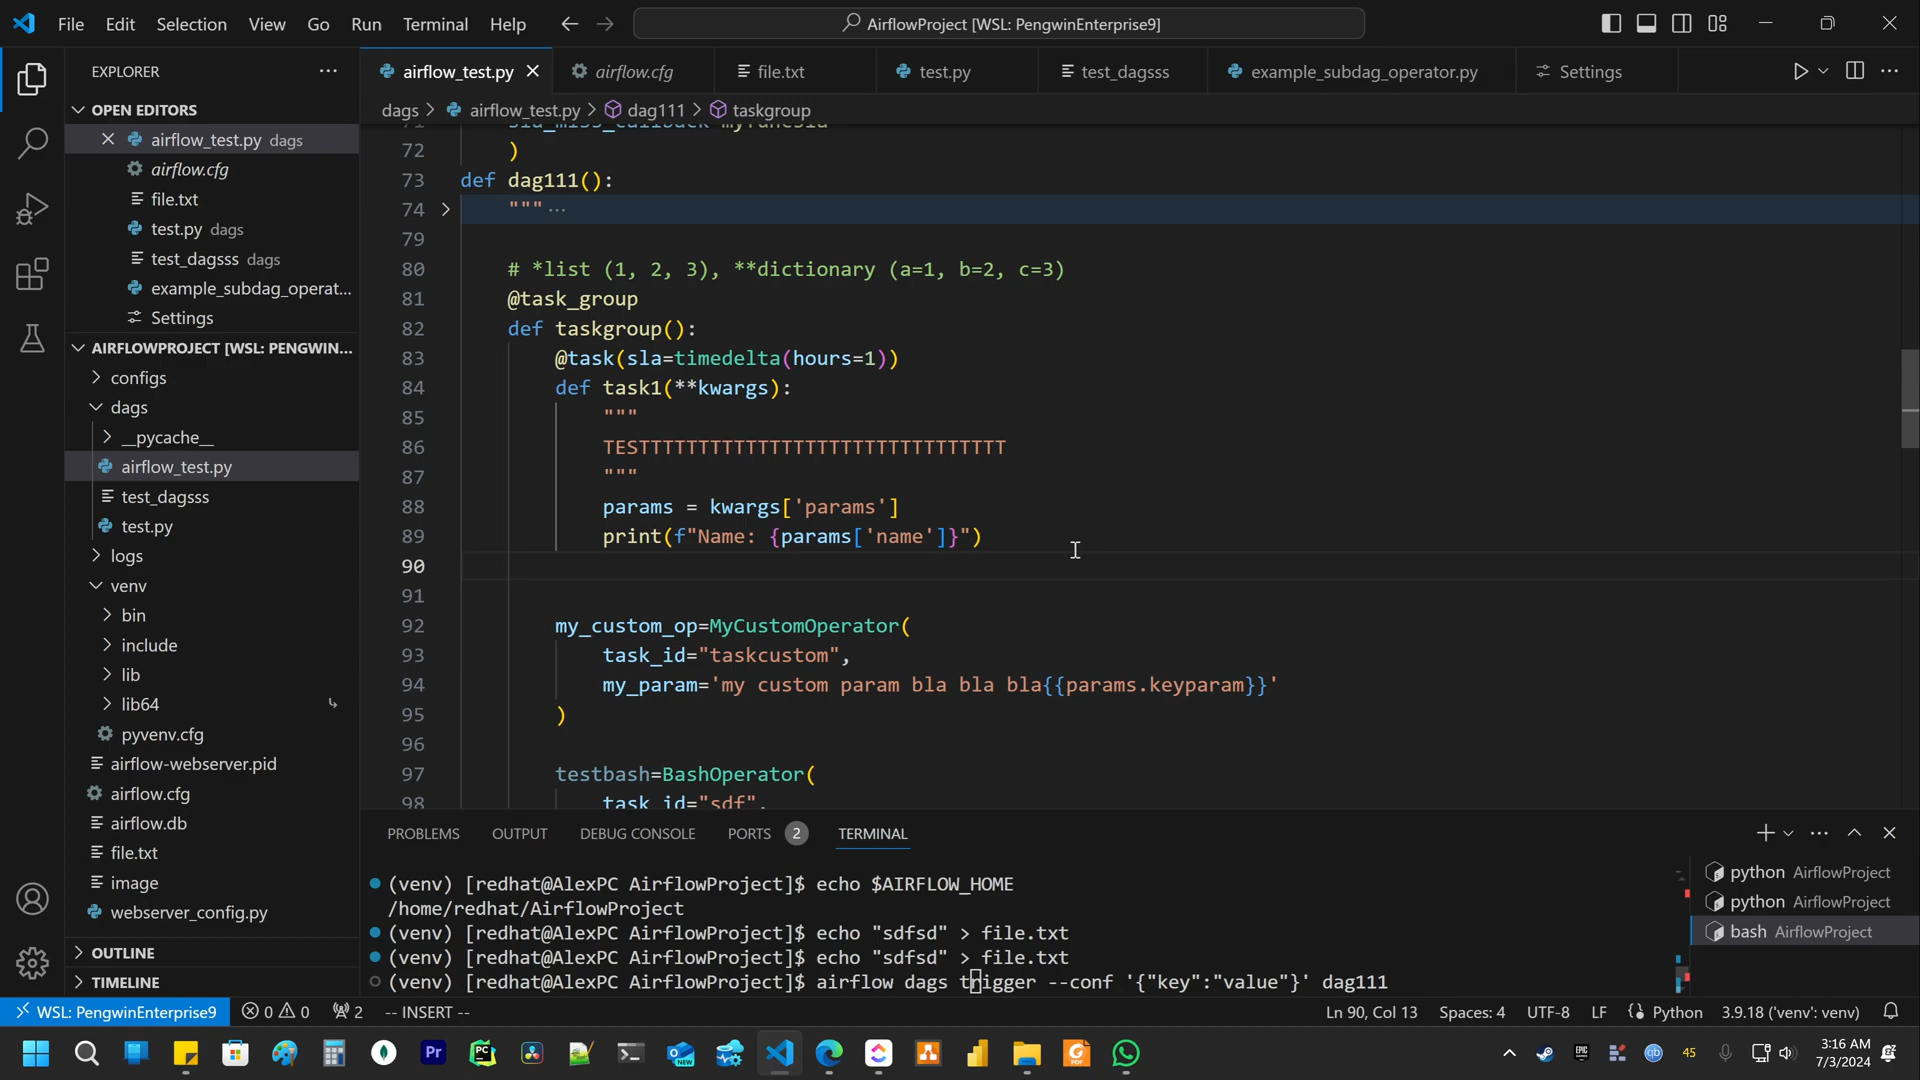 File Edit Selection View Go Run Terminal Help
AirflowProject [WSL: PengwinEnterprise9]
EXPLORER
OPEN EDITORS
airflow_test.py dags
airflow.cfg
file.txt
test.py dags
test_dagsss dags
example_subdag_operat...
Settings
AIRFLOWPROJECT [WSL: PENGWIN...
configs
dags
__pycache__
airflow_test.py
test_dagsss
test.py
logs
venv
bin
include
lib
lib64
pyvenv.cfg
airflow-webserver.pid
airflow.cfg
airflow.db
file.txt
image
webserver_config.py
OUTLINE
TIMELINE
airflow_test.py airflow.cfg file.txt test.py test_dagsss example_subdag_operator.py Settings
dags > airflow_test.py > dag111 > taskgroup
72 )
73 def dag111():
74 """ ...
79
80 # *list (1, 2, 3), **dictionary (a=1, b=2, c=3)
81 @task_group
82 def taskgroup():
83 @task(sla=timedelta(hours=1))
84 def task1(**kwargs):
85 """
86 TESTTTTTTTTTTTTTTTTTTTTTTTTTTTTTTT
87 """
88 params = kwargs['params']
89 print(f"Name: {params['name']}")
90
91
92 my_custom_op=MyCustomOperator(
93 task_id="taskcustom",
94 my_param='my custom param bla bla bla{{params.keyparam}}'
95 )
96
97 testbash=BashOperator(
98 task_id="sdf",
PROBLEMS OUTPUT DEBUG CONSOLE PORTS 2 TERMINAL
(venv) [redhat@AlexPC AirflowProject]$ echo $AIRFLOW_HOME
/home/redhat/AirflowProject
(venv) [redhat@AlexPC AirflowProject]$ echo "sdfsd" > file.txt
(venv) [redhat@AlexPC AirflowProject]$ echo "sdfsd" > file.txt
(venv) [redhat@AlexPC AirflowProject]$ airflow dags trigger --conf '{"key":"value"}' dag111
python AirflowProject
python AirflowProject
bash AirflowProject
WSL: PengwinEnterprise9 0 0 2 -- INSERT -- Ln 90, Col 13 Spaces: 4 UTF-8 LF Python 3.9.18 ('venv': venv)
45
3:16 AM
7/3/2024